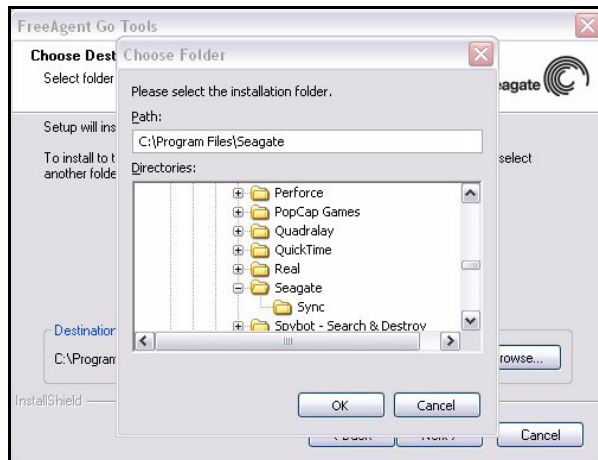 FreeAgent Go Tools
Choose Dest
Select folder
Choose Folder
Please select the installation folder.
Path:
C:\Program Files\Seagate
Directories:
Perforce
PopCap Games
Quadralay
QuickTime
Real
Seagate
Sync
Spybot - Search & Destroy
OK
Cancel
eagate
Setup will ins
To install to t
select
another folde
Destination
C:\Program
rowse...
InstallShield
Cancel